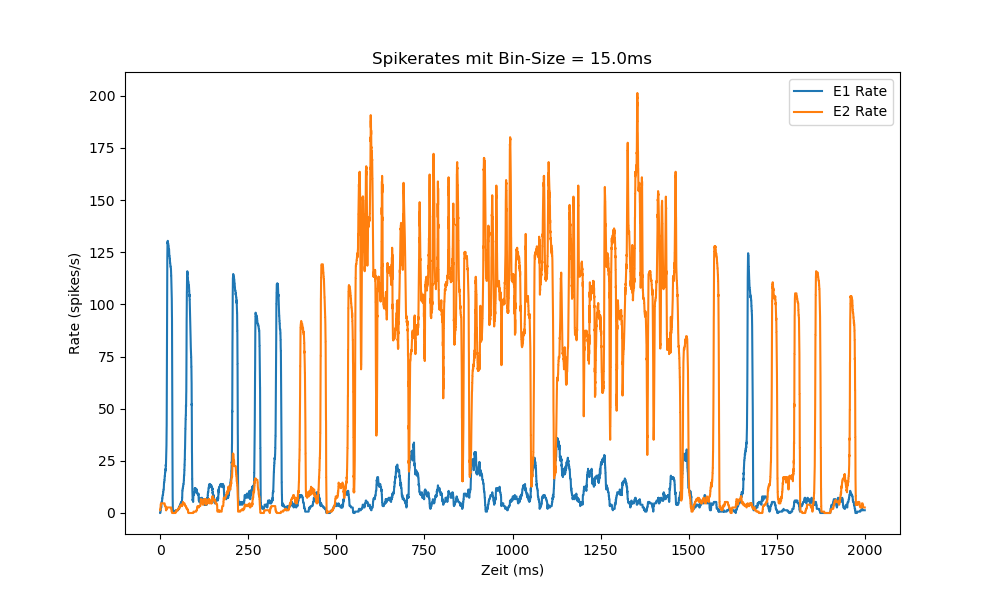 Spikerates mit Bin-Size = 15.0ms
E1 Rate
E2 Rate
200
175
150
125
100
75
50
25
0
Rate (spikes/s)
0 250 500 750 1000 1250 1500 1750 2000
Zeit (ms)